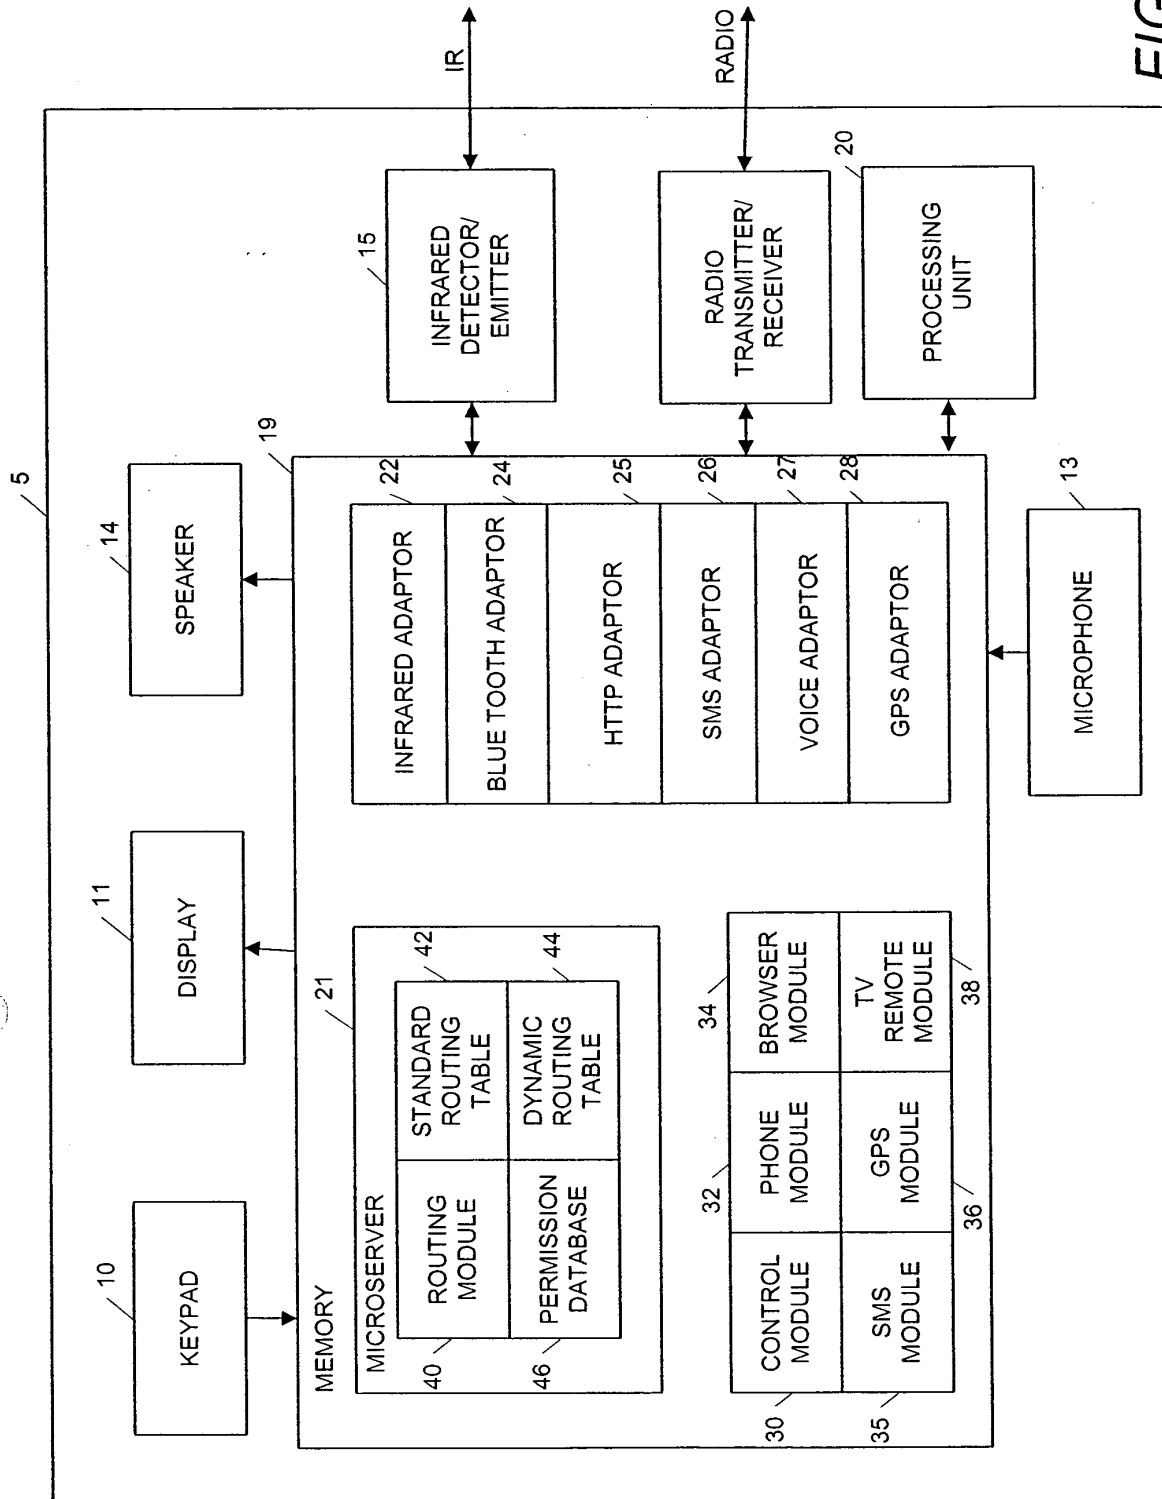 FIG
5
10
KEYPAD
11
DISPLAY
14
SPEAKER
19
MEMORY
21
MICROSERVER
40
ROUTING
MODULE
42
STANDARD
ROUTING
TABLE
46
PERMISSION
DATABASE
44
DYNAMIC
ROUTING
TABLE
30
CONTROL
MODULE
32
PHONE
MODULE
34
BROWSER
MODULE
35
SMS
MODULE
36
GPS
MODULE
38
TV
REMOTE
MODULE
22
INFRARED ADAPTOR
24
BLUE TOOTH ADAPTOR
25
HTTP ADAPTOR
26
SMS ADAPTOR
27
VOICE ADAPTOR
28
GPS ADAPTOR
13
MICROPHONE
15
INFRARED
DETECTOR/
EMITTER
IR
RADIO
TRANSMITTER/
RECEIVER
RADIO
20
PROCESSING
UNIT